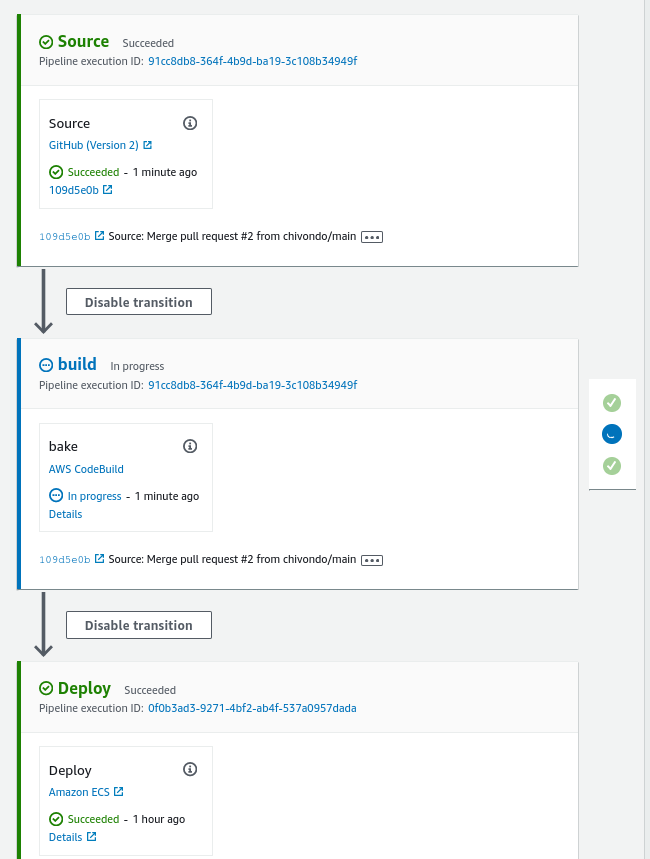 Source Succeeded
Pipeline execution ID: 91cc8db8-364f-4b9d-ba19-3c108b34949f
Source
GitHub (Version 2)
Succeeded - 1 minute ago
109d5e0b
109d5e0b Source: Merge pull request #2 from chivondo/main
Disable transition
build In progress
Pipeline execution ID: 91cc8db8-364f-4b9d-ba19-3c108b34949f
bake
AWS CodeBuild
In progress - 1 minute ago
Details
109d5e0b Source: Merge pull request #2 from chivondo/main
Disable transition
Deploy Succeeded
Pipeline execution ID: 0f0b3ad3-9271-4bf2-ab4f-537a0957dada
Deploy
Amazon ECS
Succeeded - 1 hour ago
Details